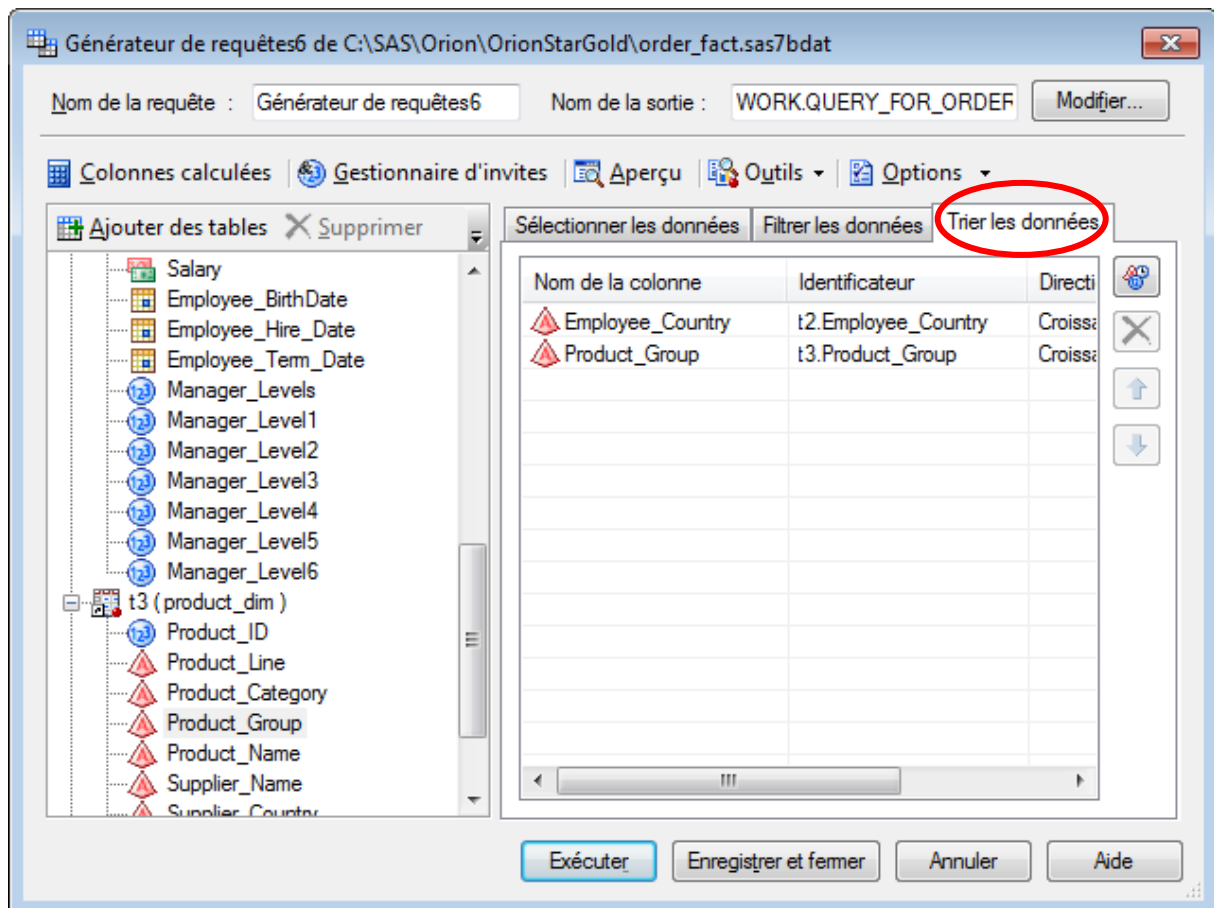 Générateur de requêtes6 de C:\SAS\Orion\OrionStarGold\order_fact.sas7bdat
Nom de la requête : Générateur de requêtes6 Nom de la sortie : WORK.QUERY_FOR_ORDER Modifier...
Colonnes calculées Gestionnaire d'invites Aperçu Outils Options
Ajouter des tables Supprimer
Sélectionner les données Filtrer les données Trier les données
Salary
Employee_BirthDate
Employee_Hire_Date
Employee_Term_Date
Manager_Levels
Manager_Level1
Manager_Level2
Manager_Level3
Manager_Level4
Manager_Level5
Manager_Level6
t3 ( product_dim )
Product_ID
Product_Line
Product_Category
Product_Group
Product_Name
Supplier_Name
Supplier_Country
Nom de la colonne Identificateur Directi
Employee_Country t2.Employee_Country Croissa
Product_Group t3.Product_Group Croissa
Exécuter Enregistrer et fermer Annuler Aide